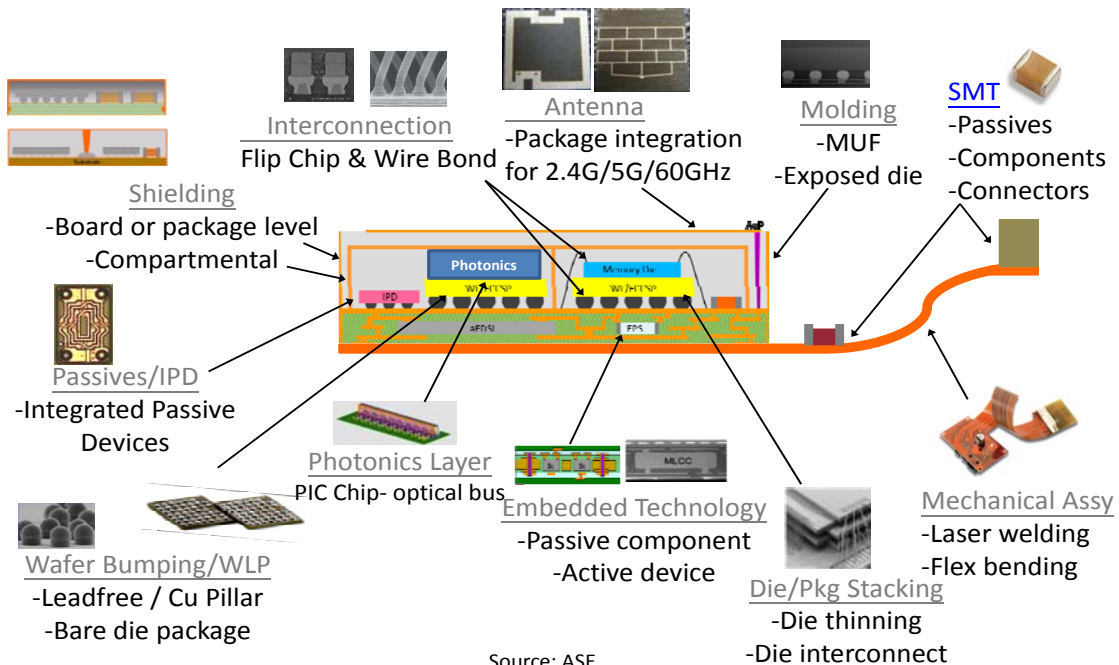 Interconnection
Flip Chip & Wire Bond
Antenna
-Package integration
for 2.4G/5G/60GHz
Molding
-MUF
-Exposed die
SMT
-Passives
-Components
-Connectors
Shielding
-Board or package level
-Compartmental
Photonics
Memory Die
IPD
EPS
Passives/IPD
-Integrated Passive
Devices
Photonics Layer
PIC Chip- optical bus
MLCC
Embedded Technology
-Passive component
-Active device
Mechanical Assy
-Laser welding
-Flex bending
Wafer Bumping/WLP
-Leadfree / Cu Pillar
-Bare die package
Die/Pkg Stacking
-Die thinning
-Die interconnect
Source: ASE